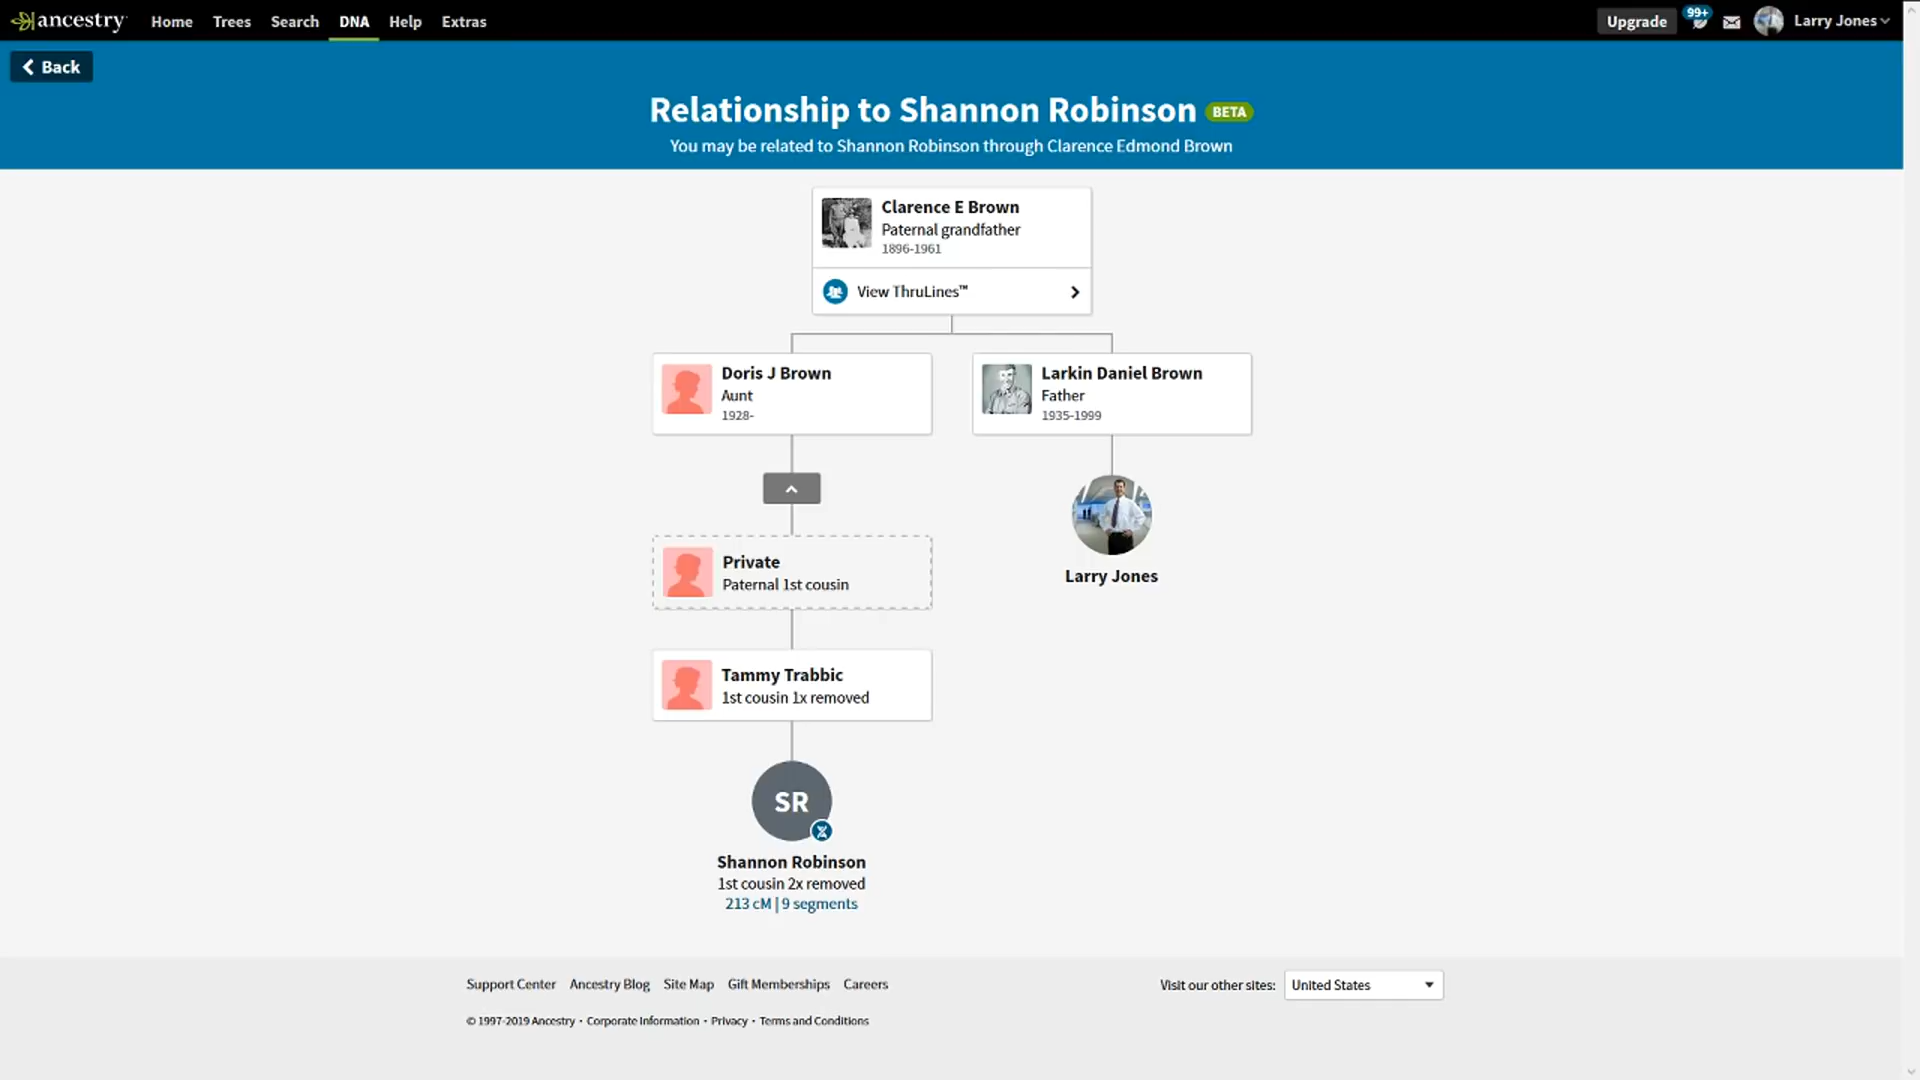 ancestry Home Trees Search DNA Help Extras Upgrade 99+ Larry Jones
Back
Relationship to Shannon Robinson BETA
You may be related to Shannon Robinson through Clarence Edmond Brown
Clarence E Brown
Paternal grandfather
1896-1961
View ThruLines™
Doris J Brown
Aunt
1928-
Larkin Daniel Brown
Father
1935-1999
Larry Jones
Private
Paternal 1st cousin
Tammy Trabbic
1st cousin 1x removed
SR
Shannon Robinson
1st cousin 2x removed
213 cM | 9 segments
Support Center Ancestry Blog Site Map Gift Memberships Careers
Visit our other sites: United States
© 1997-2019 Ancestry · Corporate Information · Privacy · Terms and Conditions